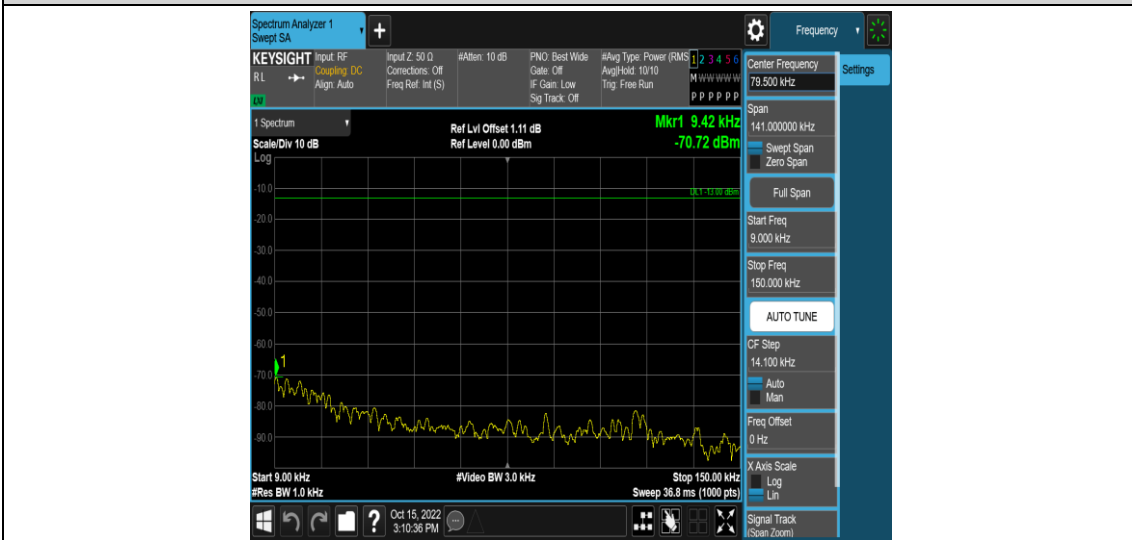 Spectrum Analyzer 1
Swept SA
+
Frequency
KEYSIGHT
RL
LXI
Input: RF
Coupling: DC
Align: Auto
Input Z: 50 Ω
Corrections: Off
Freq Ref: Int (S)
#Atten: 10 dB
PNO: Best Wide
Gate: Off
IF Gain: Low
Sig Track: Off
#Avg Type: Power (RMS
Avg|Hold: 10/10
Trig: Free Run
1 2 3 4 5 6
M W W W W W
P P P P P P
1 Spectrum
Scale/Div 10 dB
Log
Ref Lvl Offset 1.11 dB
Ref Level 0.00 dBm
Mkr1 9.42 kHz
-70.72 dBm
DL1 -13.00 dBm
-10.0
-20.0
-30.0
-40.0
-50.0
-60.0
-70.0
-80.0
-90.0
1
Start 9.00 kHz
#Res BW 1.0 kHz
#Video BW 3.0 kHz
Stop 150.00 kHz
Sweep 36.8 ms (1000 pts)
?
Oct 15, 2022
3:10:36 PM
Center Frequency
79.500 kHz
Settings
Span
141.000000 kHz
Swept Span
Zero Span
Full Span
Start Freq
9.000 kHz
Stop Freq
150.000 kHz
AUTO TUNE
CF Step
14.100 kHz
Auto
Man
Freq Offset
0 Hz
X Axis Scale
Log
Lin
Signal Track
(Span Zoom)